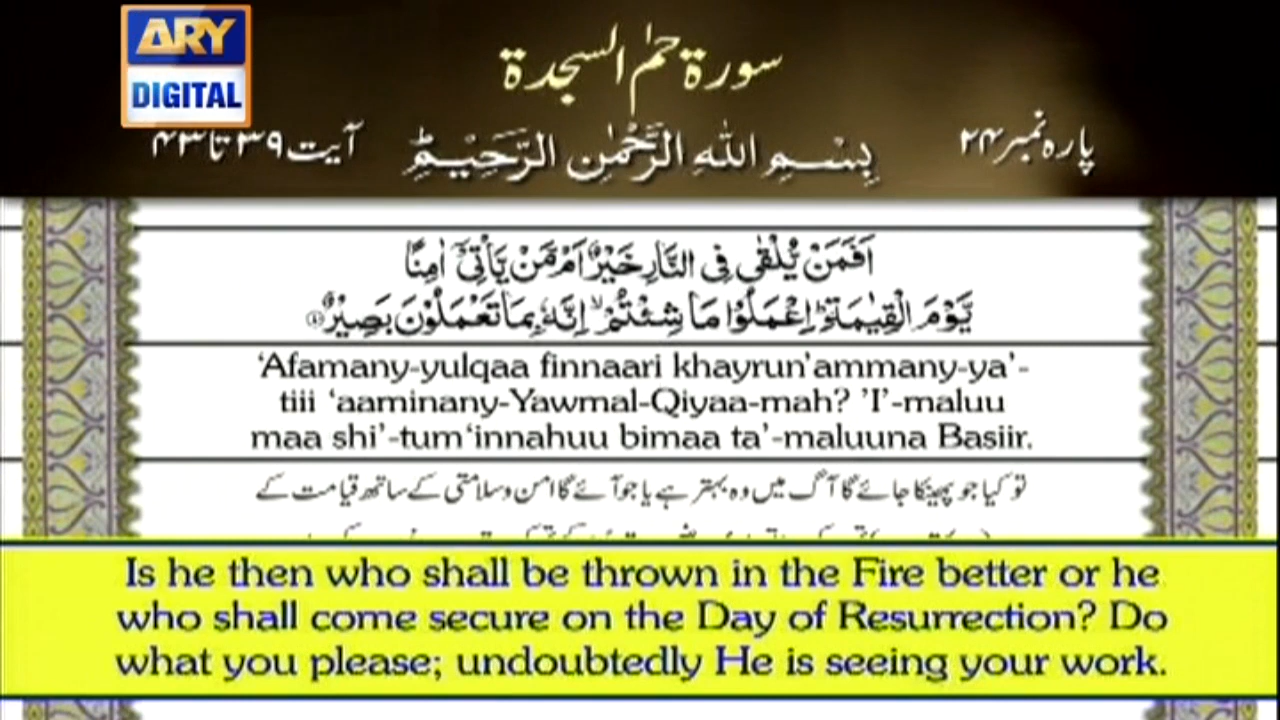 ARY
DIGITAL
سورة حٰمٓ السجدة
پارہ نمبر ۲۴
بِسْمِ اللهِ الرَّحْمٰنِ الرَّحِيْمِ
آیت ۳۹ تا ۴۳
اَفَمَنْ يُّلْقٰى فِى النَّارِ خَيْرٌ اَمْ مَّنْ يَّاْتِىْٓ اٰمِنًا
يَّوْمَ الْقِيٰمَةِ ؕ اِعْمَلُوْا مَا شِئْتُمْ ۙ اِنَّهٗ بِمَا تَعْمَلُوْنَ بَصِيْرٌ
‘Afamany-yulqaa finnaari khayrun’ammany-ya’-
tiii ‘aaminany-Yawmal-Qiyaa-mah? ’I’-maluu
maa shi’-tum‘innahuu bimaa ta’-maluuna Basiir.
تو کیا جو پھینکا جائے گا آگ میں وہ بہتر ہے یا جو آئے گا امن و سلامتی کے ساتھ قیامت کے
Is he then who shall be thrown in the Fire better or he
who shall come secure on the Day of Resurrection? Do
what you please; undoubtedly He is seeing your work.